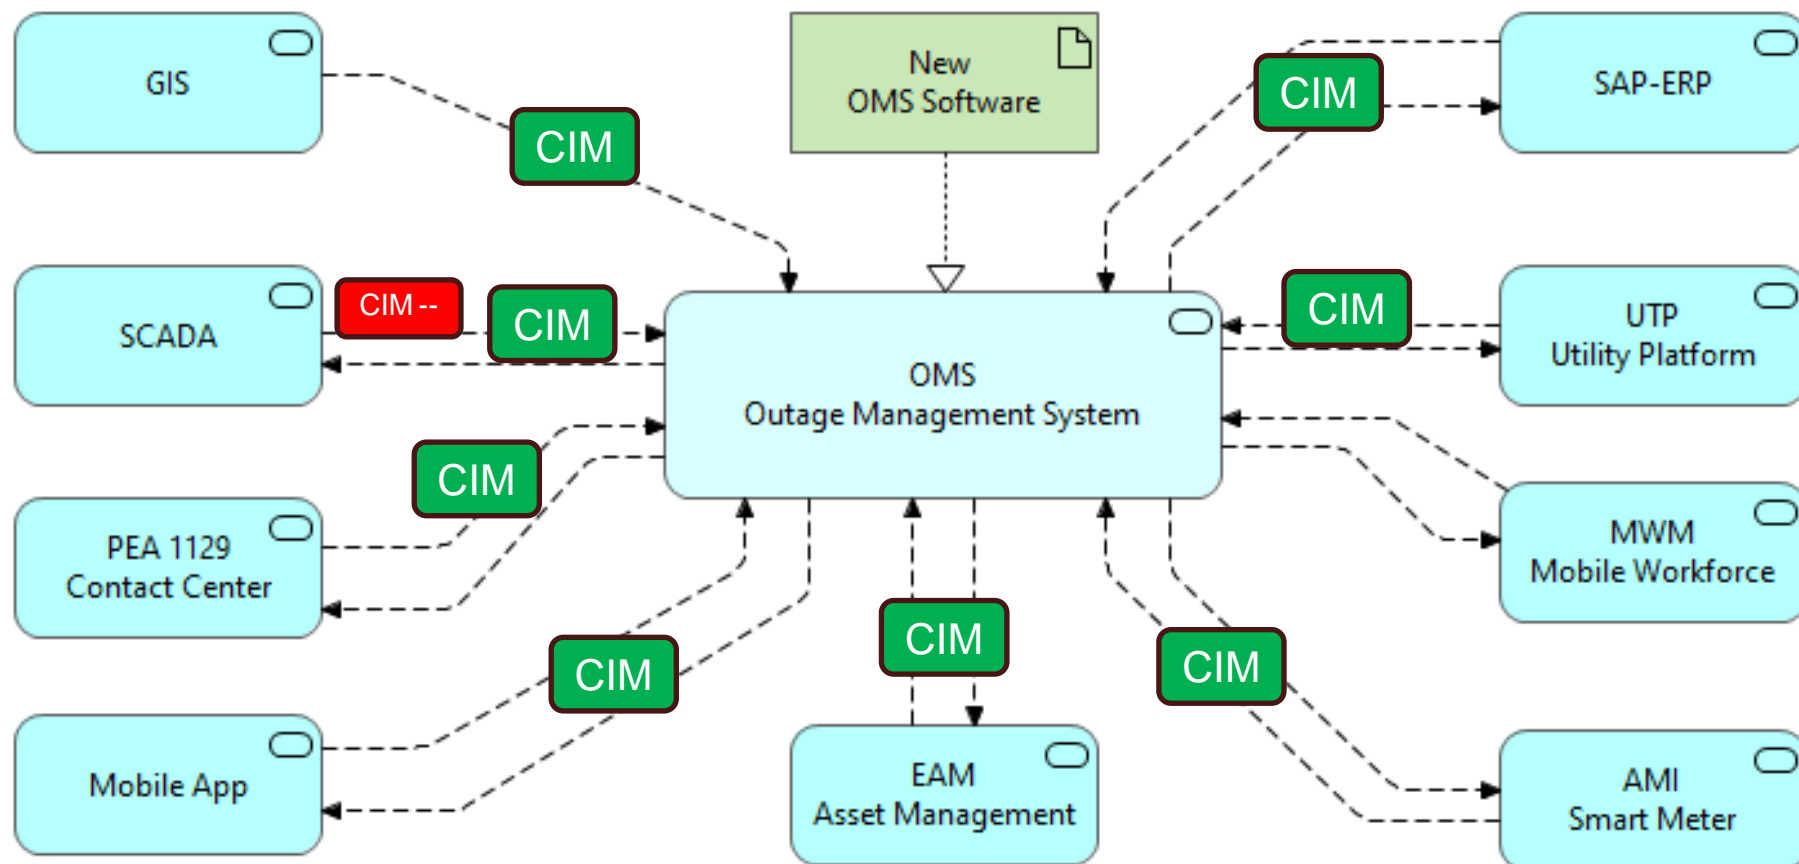 GIS
New
OMS Software
SAP-ERP
CIM
CIM
SCADA
CIM --
CIM
CIM
UTP
Utility Platform
OMS
Outage Management System
CIM
PEA 1129
Contact Center
MWM
Mobile Workforce
CIM
CIM
CIM
Mobile App
EAM
Asset Management
AMI
Smart Meter